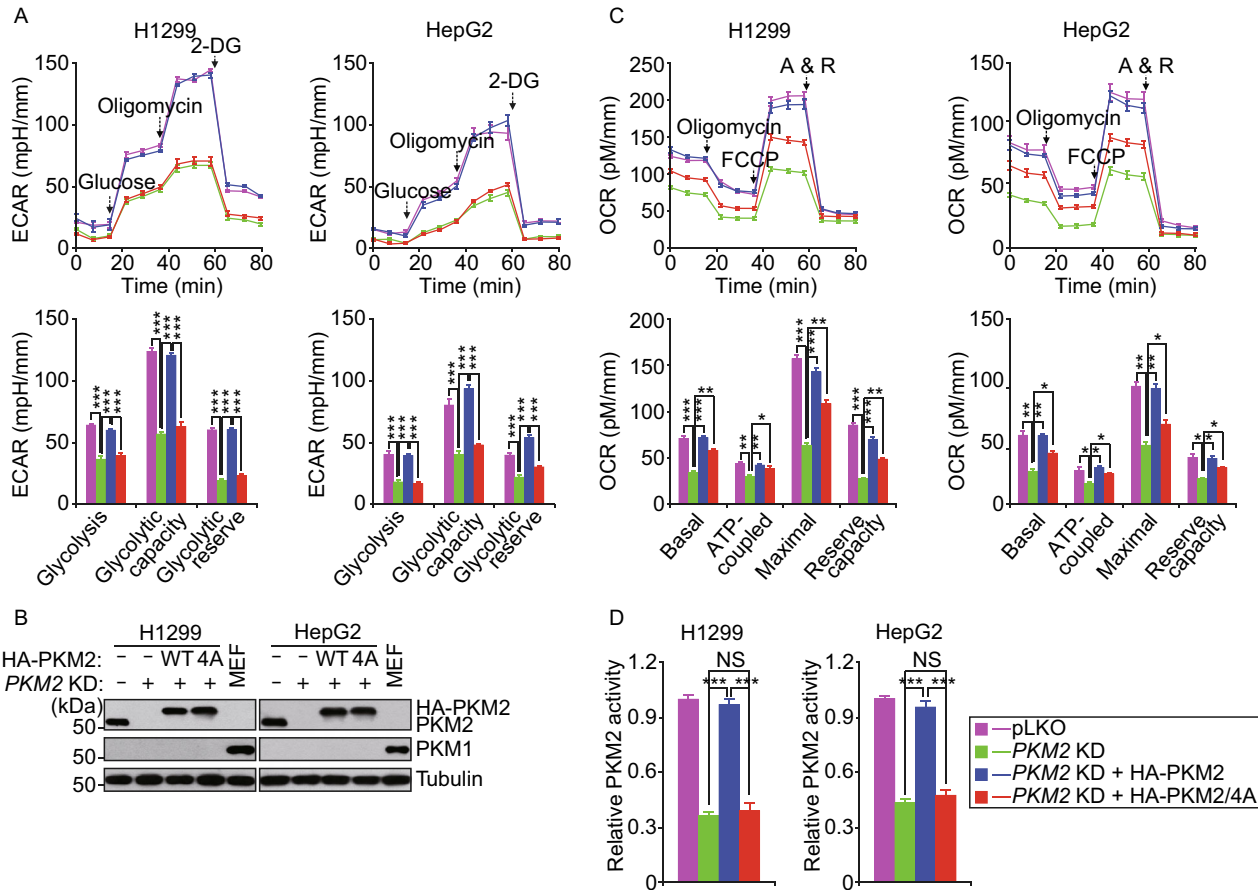 A
H1299
ECAR (mpH/mm)
150
100
50
0
0 20 40 60 80
Time (min)
Glucose
Oligomycin
2-DG
HepG2
ECAR (mpH/mm)
150
100
50
0
0 20 40 60 80
Time (min)
Glucose
Oligomycin
2-DG
ECAR (mpH/mm)
150
100
50
0
*** *** ***
*** *** ***
*** *** ***
Glycolysis
Glycolytic capacity
Glycolytic reserve
ECAR (mpH/mm)
150
100
50
0
*** *** ***
*** *** ***
*** *** ***
Glycolysis
Glycolytic capacity
Glycolytic reserve
C
H1299
OCR (pM/mm)
250
200
150
100
50
0
0 20 40 60 80
Time (min)
Oligomycin
FCCP
A & R
HepG2
OCR (pM/mm)
150
100
50
0
0 20 40 60 80
Time (min)
Oligomycin
FCCP
A & R
OCR (pM/mm)
200
150
100
50
0
*** *** **
** ** *
*** *** **
*** *** **
Basal
ATP-coupled
Maximal
Reserve capacity
OCR (pM/mm)
150
100
50
0
** ** *
* * *
** ** *
* * *
Basal
ATP-coupled
Maximal
Reserve capacity
B
H1299
HepG2
HA-PKM2: – – WT 4A MEF – – WT 4A MEF
PKM2 KD: – + + + – + + +
(kDa)
50
HA-PKM2
PKM2
50
PKM1
50
Tubulin
D
H1299
Relative PKM2 activity
1.2
0.9
0.6
0.3
0
NS
*** ***
HepG2
Relative PKM2 activity
1.2
0.9
0.6
0.3
0
NS
*** ***
pLKO
PKM2 KD
PKM2 KD + HA-PKM2
PKM2 KD + HA-PKM2/4A